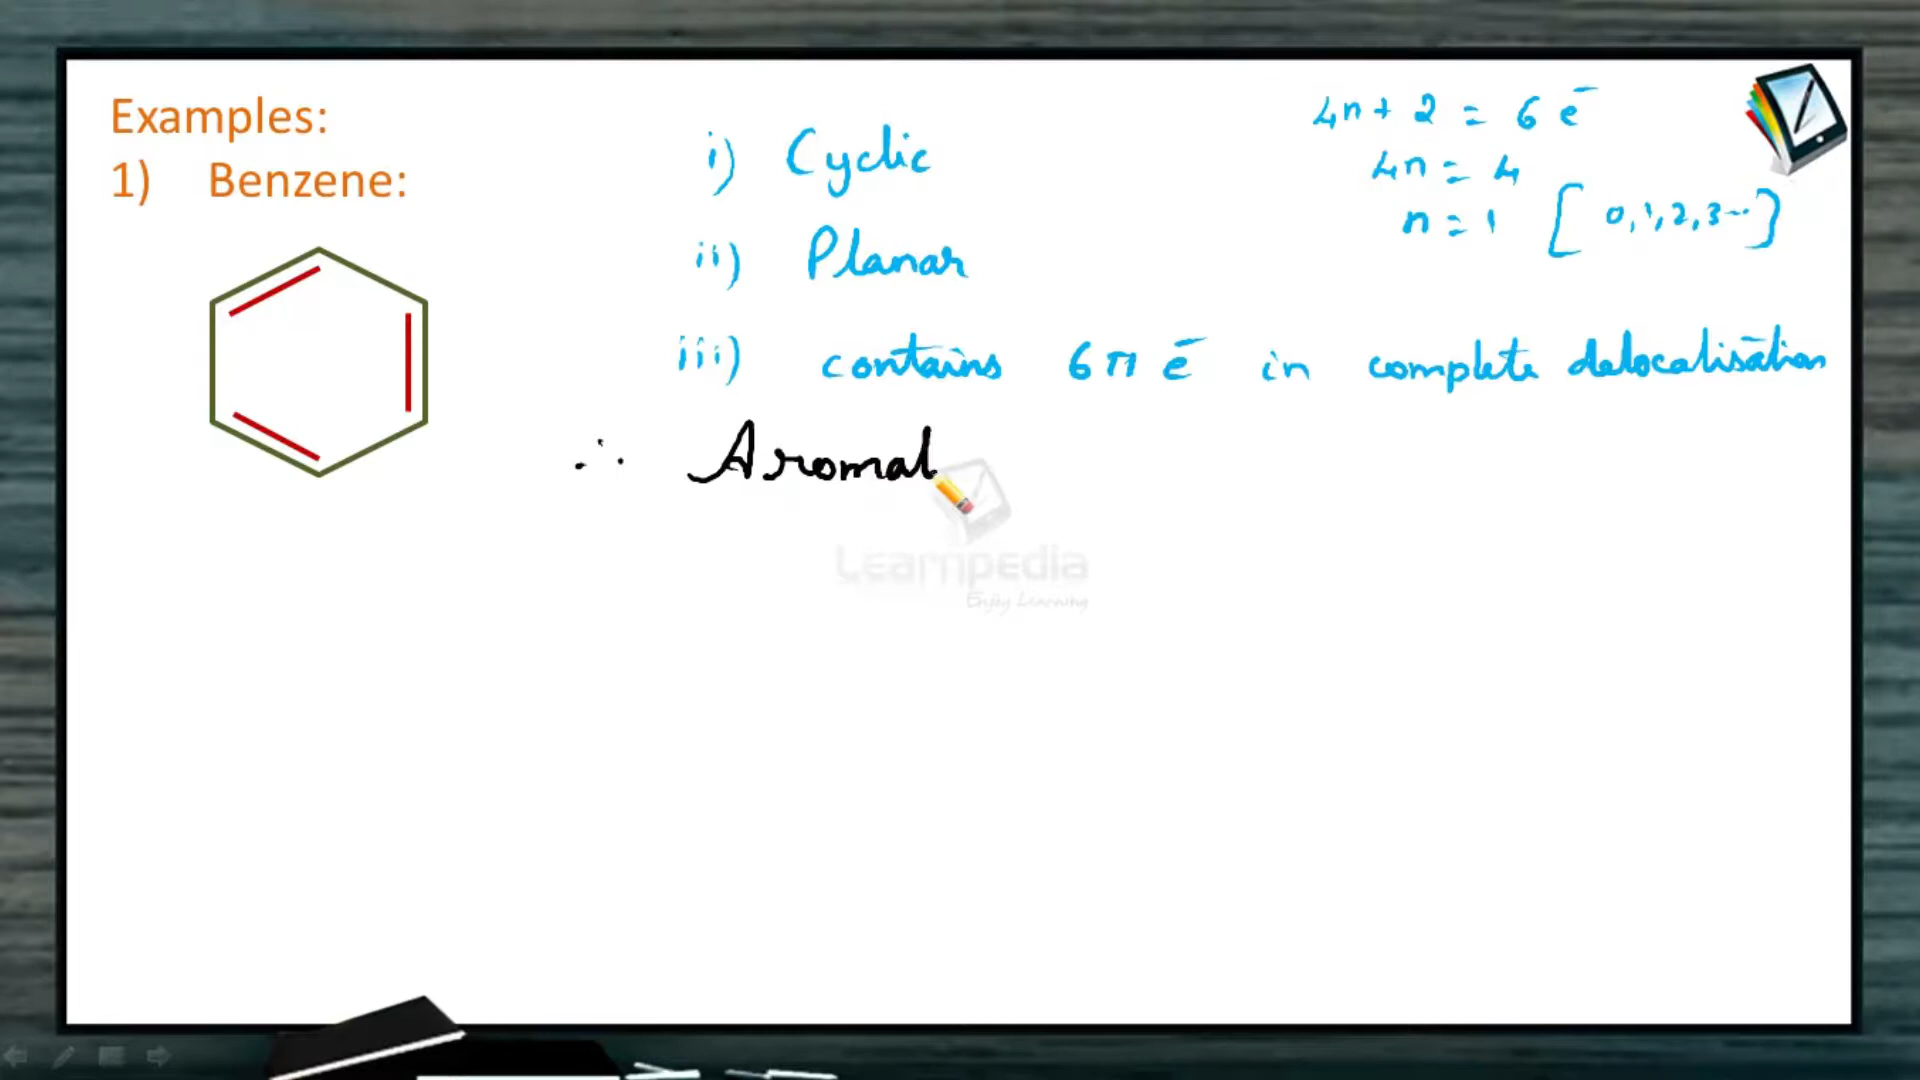 Examples:
1) Benzene:
i) Cyclic
ii) Planar
iii) contains 6π e⁻ in complete delocalisation
∴ Aromat
4n + 2 = 6 e⁻
4n = 4
n = 1 [0, 1, 2, 3...]
Learnpedia
Enjoy Learning